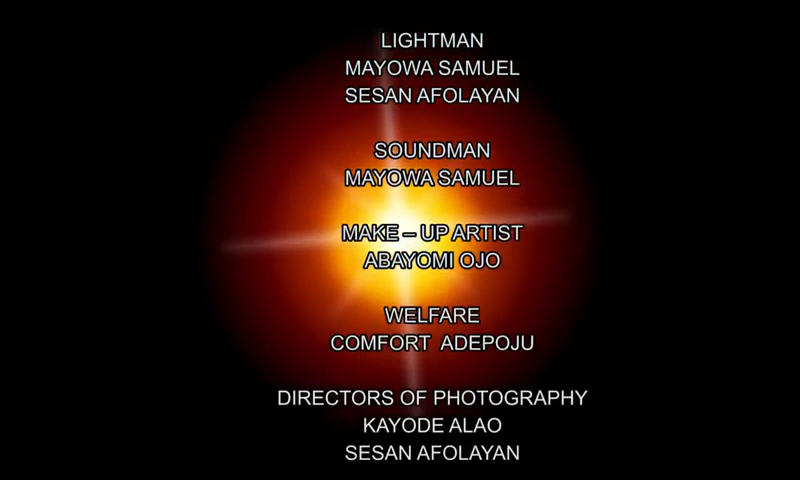 LIGHTMAN
MAYOWA SAMUEL
SESAN AFOLAYAN
SOUNDMAN
MAYOWA SAMUEL
MAKE – UP ARTIST
ABAYOMI OJO
WELFARE
COMFORT  ADEPOJU
DIRECTORS OF PHOTOGRAPHY
KAYODE ALAO
SESAN AFOLAYAN